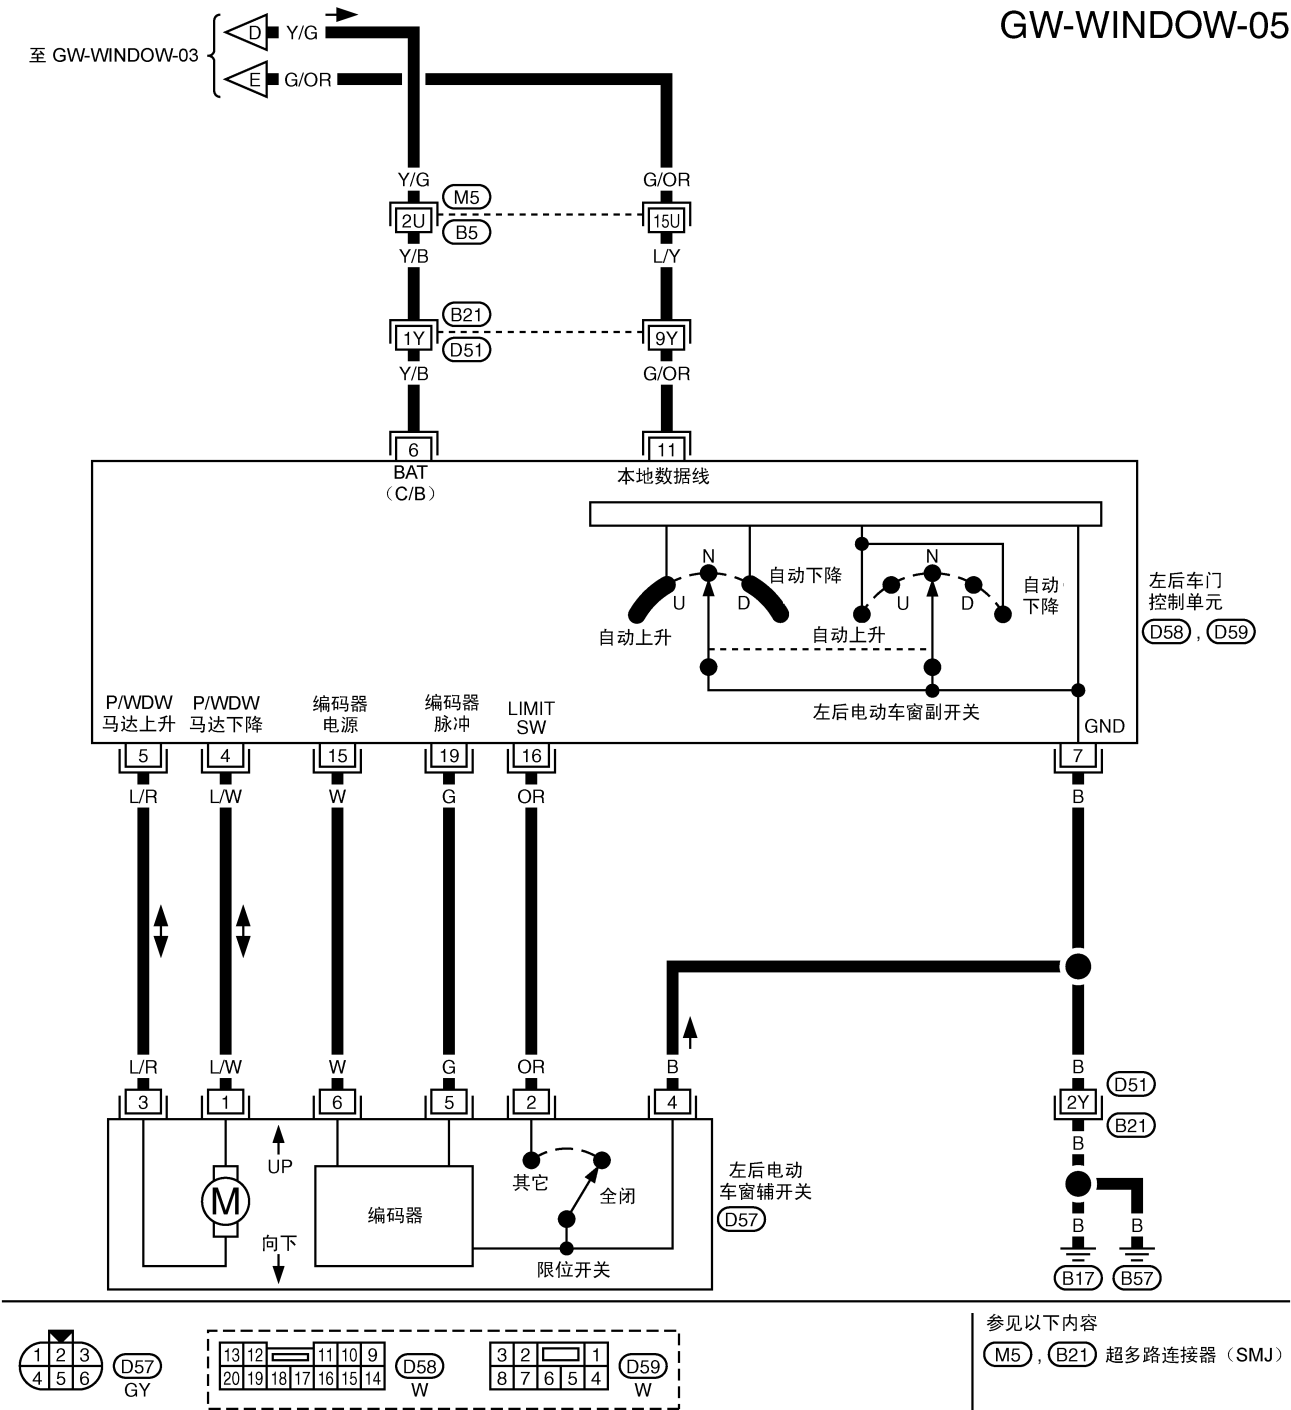 GW-WINDOW-05
至 GW-WINDOW-03
D Y/G
E G/OR
Y/G G/OR
M5
2U 15U
B5
Y/B L/Y
B21
1Y 9Y
D51
Y/B G/OR
6 11
BAT
（C/B）
本地数据线
N N
自动下降 自动下降
U D U D
自动上升 自动上升
左后车门
控制单元
D58 , D59
左后电动车窗副开关
P/WDW
马达上升
P/WDW
马达下降
编码器
电源
编码器
脉冲
LIMIT
SW
GND
5 4 15 19 16 7
L/R L/W W G OR B
L/R L/W W G OR B B
3 1 6 5 2 4
D51
2Y
B21
B
UP
M
向下
编码器
其它
全闭
限位开关
左后电动
车窗辅开关
D57
B B
B17 B57
1 2 3
4 5 6
D57
GY
13 12 11 10 9
20 19 18 17 16 15 14
D58
W
3 2 1
8 7 6 5 4
D59
W
参见以下内容
M5 , B21 超多路连接器（SMJ）